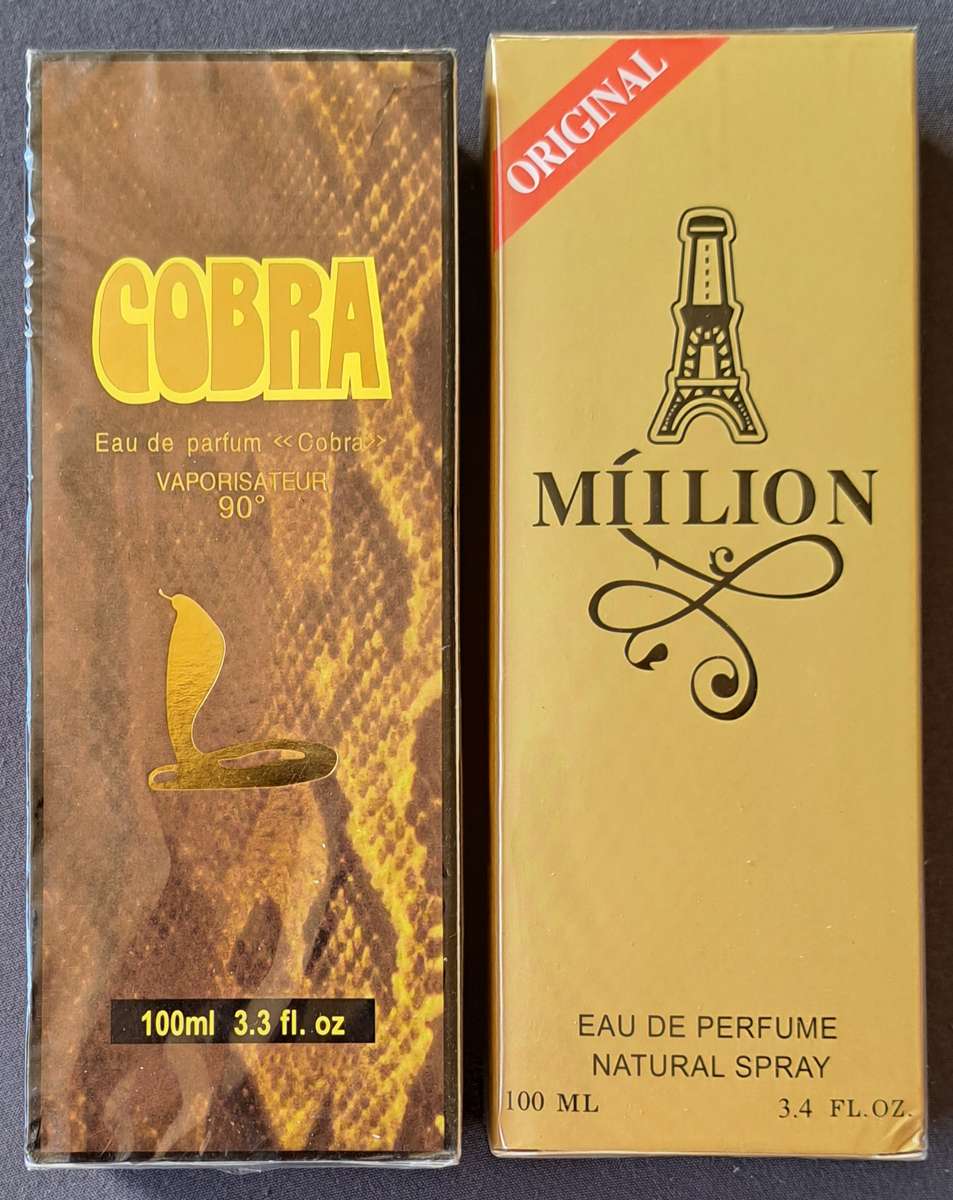 COBRA
Eau de parfum «Cobra»
VAPORISATEUR
90°
100ml 3.3 fl. oz
ORIGINAL
MíILION
EAU DE PERFUME
NATURAL SPRAY
100 ML 3.4 FL.OZ.